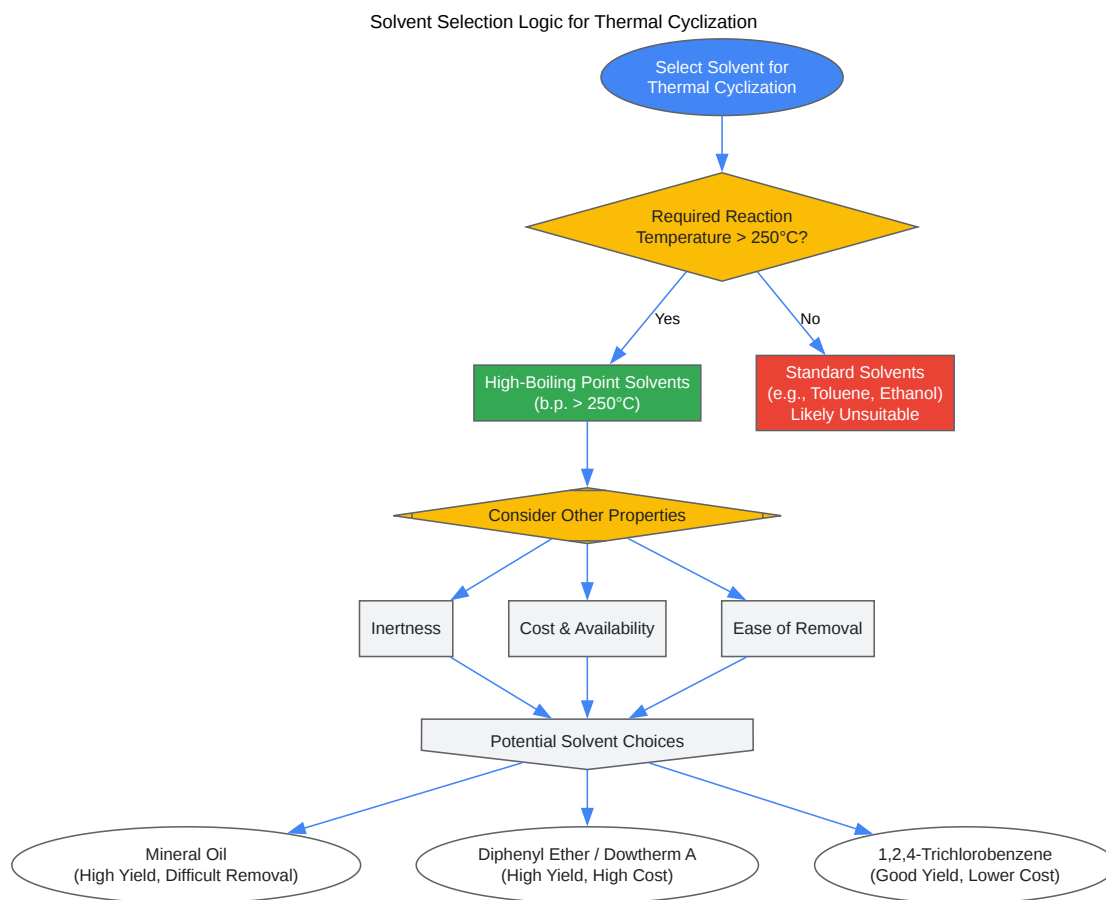 Solvent Selection Logic for Thermal Cyclization
Select Solvent for
Thermal Cyclization
Required Reaction
Temperature > 250°C?
Yes
No
High-Boiling Point Solvents
(b.p. > 250°C)
Standard Solvents
(e.g., Toluene, Ethanol)
Likely Unsuitable
Consider Other Properties
Inertness
Cost & Availability
Ease of Removal
Potential Solvent Choices
Mineral Oil
(High Yield, Difficult Removal)
Diphenyl Ether / Dowtherm A
(High Yield, High Cost)
1,2,4-Trichlorobenzene
(Good Yield, Lower Cost)